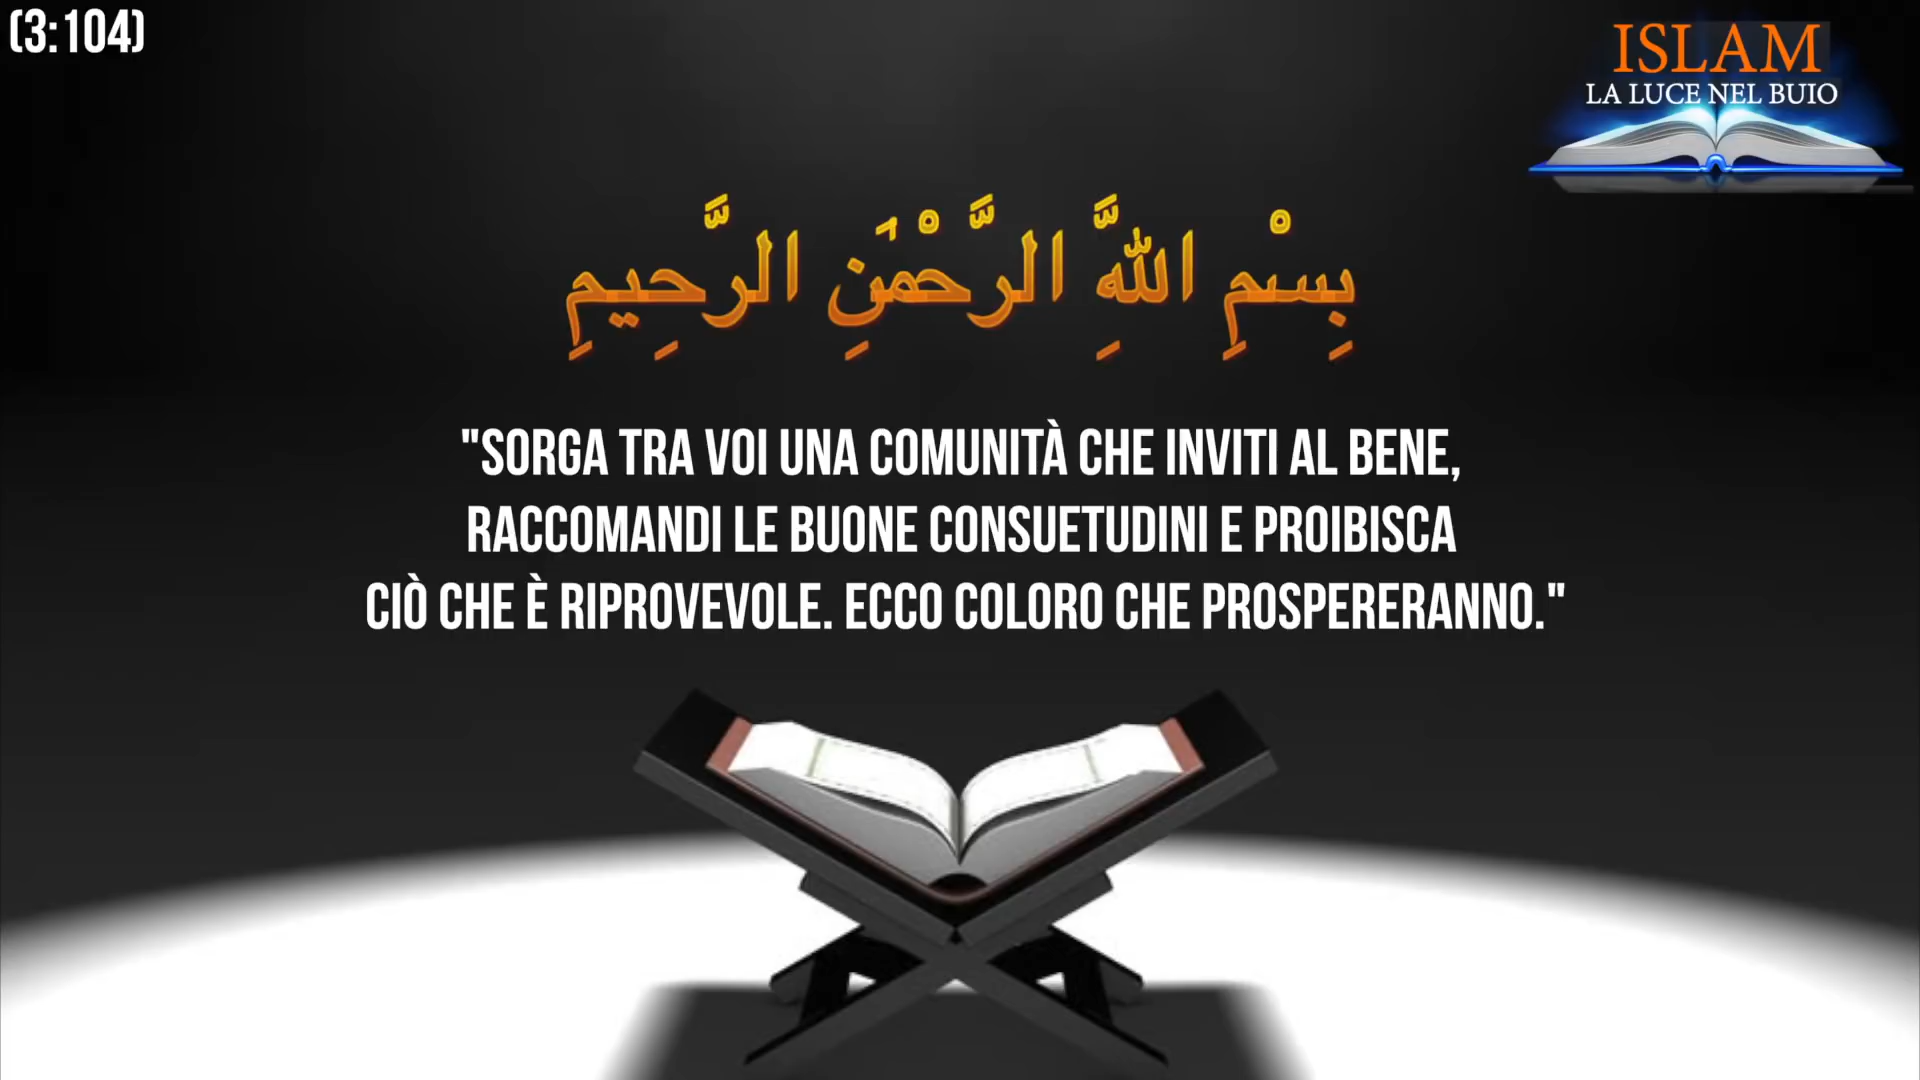 (3:104)
ISLAM
LA LUCE NEL BUIO
بِسْمِ اللَّهِ الرَّحْمَٰنِ الرَّحِيمِ
"SORGA TRA VOI UNA COMUNITÀ CHE INVITI AL BENE,
RACCOMANDI LE BUONE CONSUETUDINI E PROIBISCA
CIÒ CHE È RIPROVEVOLE. ECCO COLORO CHE PROSPERERANNO."